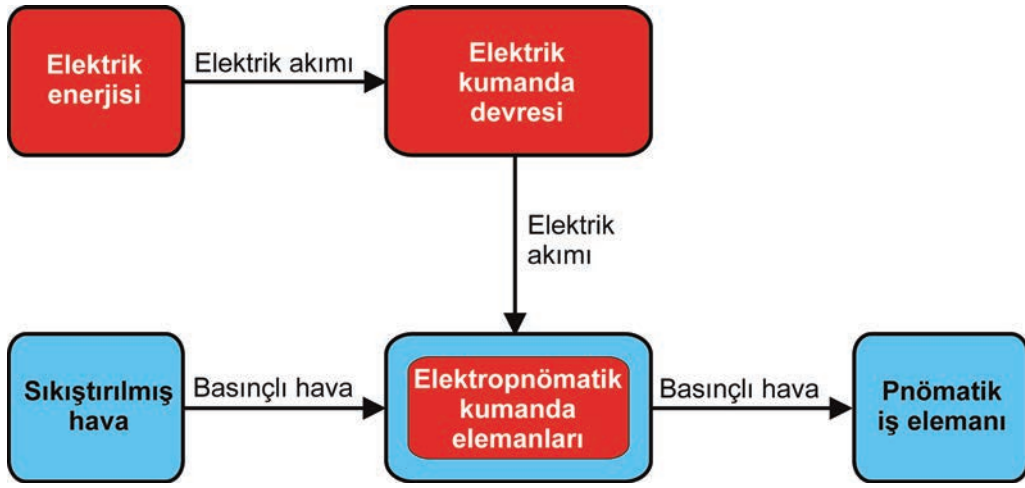 Elektrik
enerjisi
Elektrik akımı
Elektrik
kumanda
devresi
Elektrik
akımı
Sıkıştırılmış
hava
Basınçlı hava
Elektropnömatik
kumanda
elemanları
Basınçlı hava
Pnömatik
iş elemanı